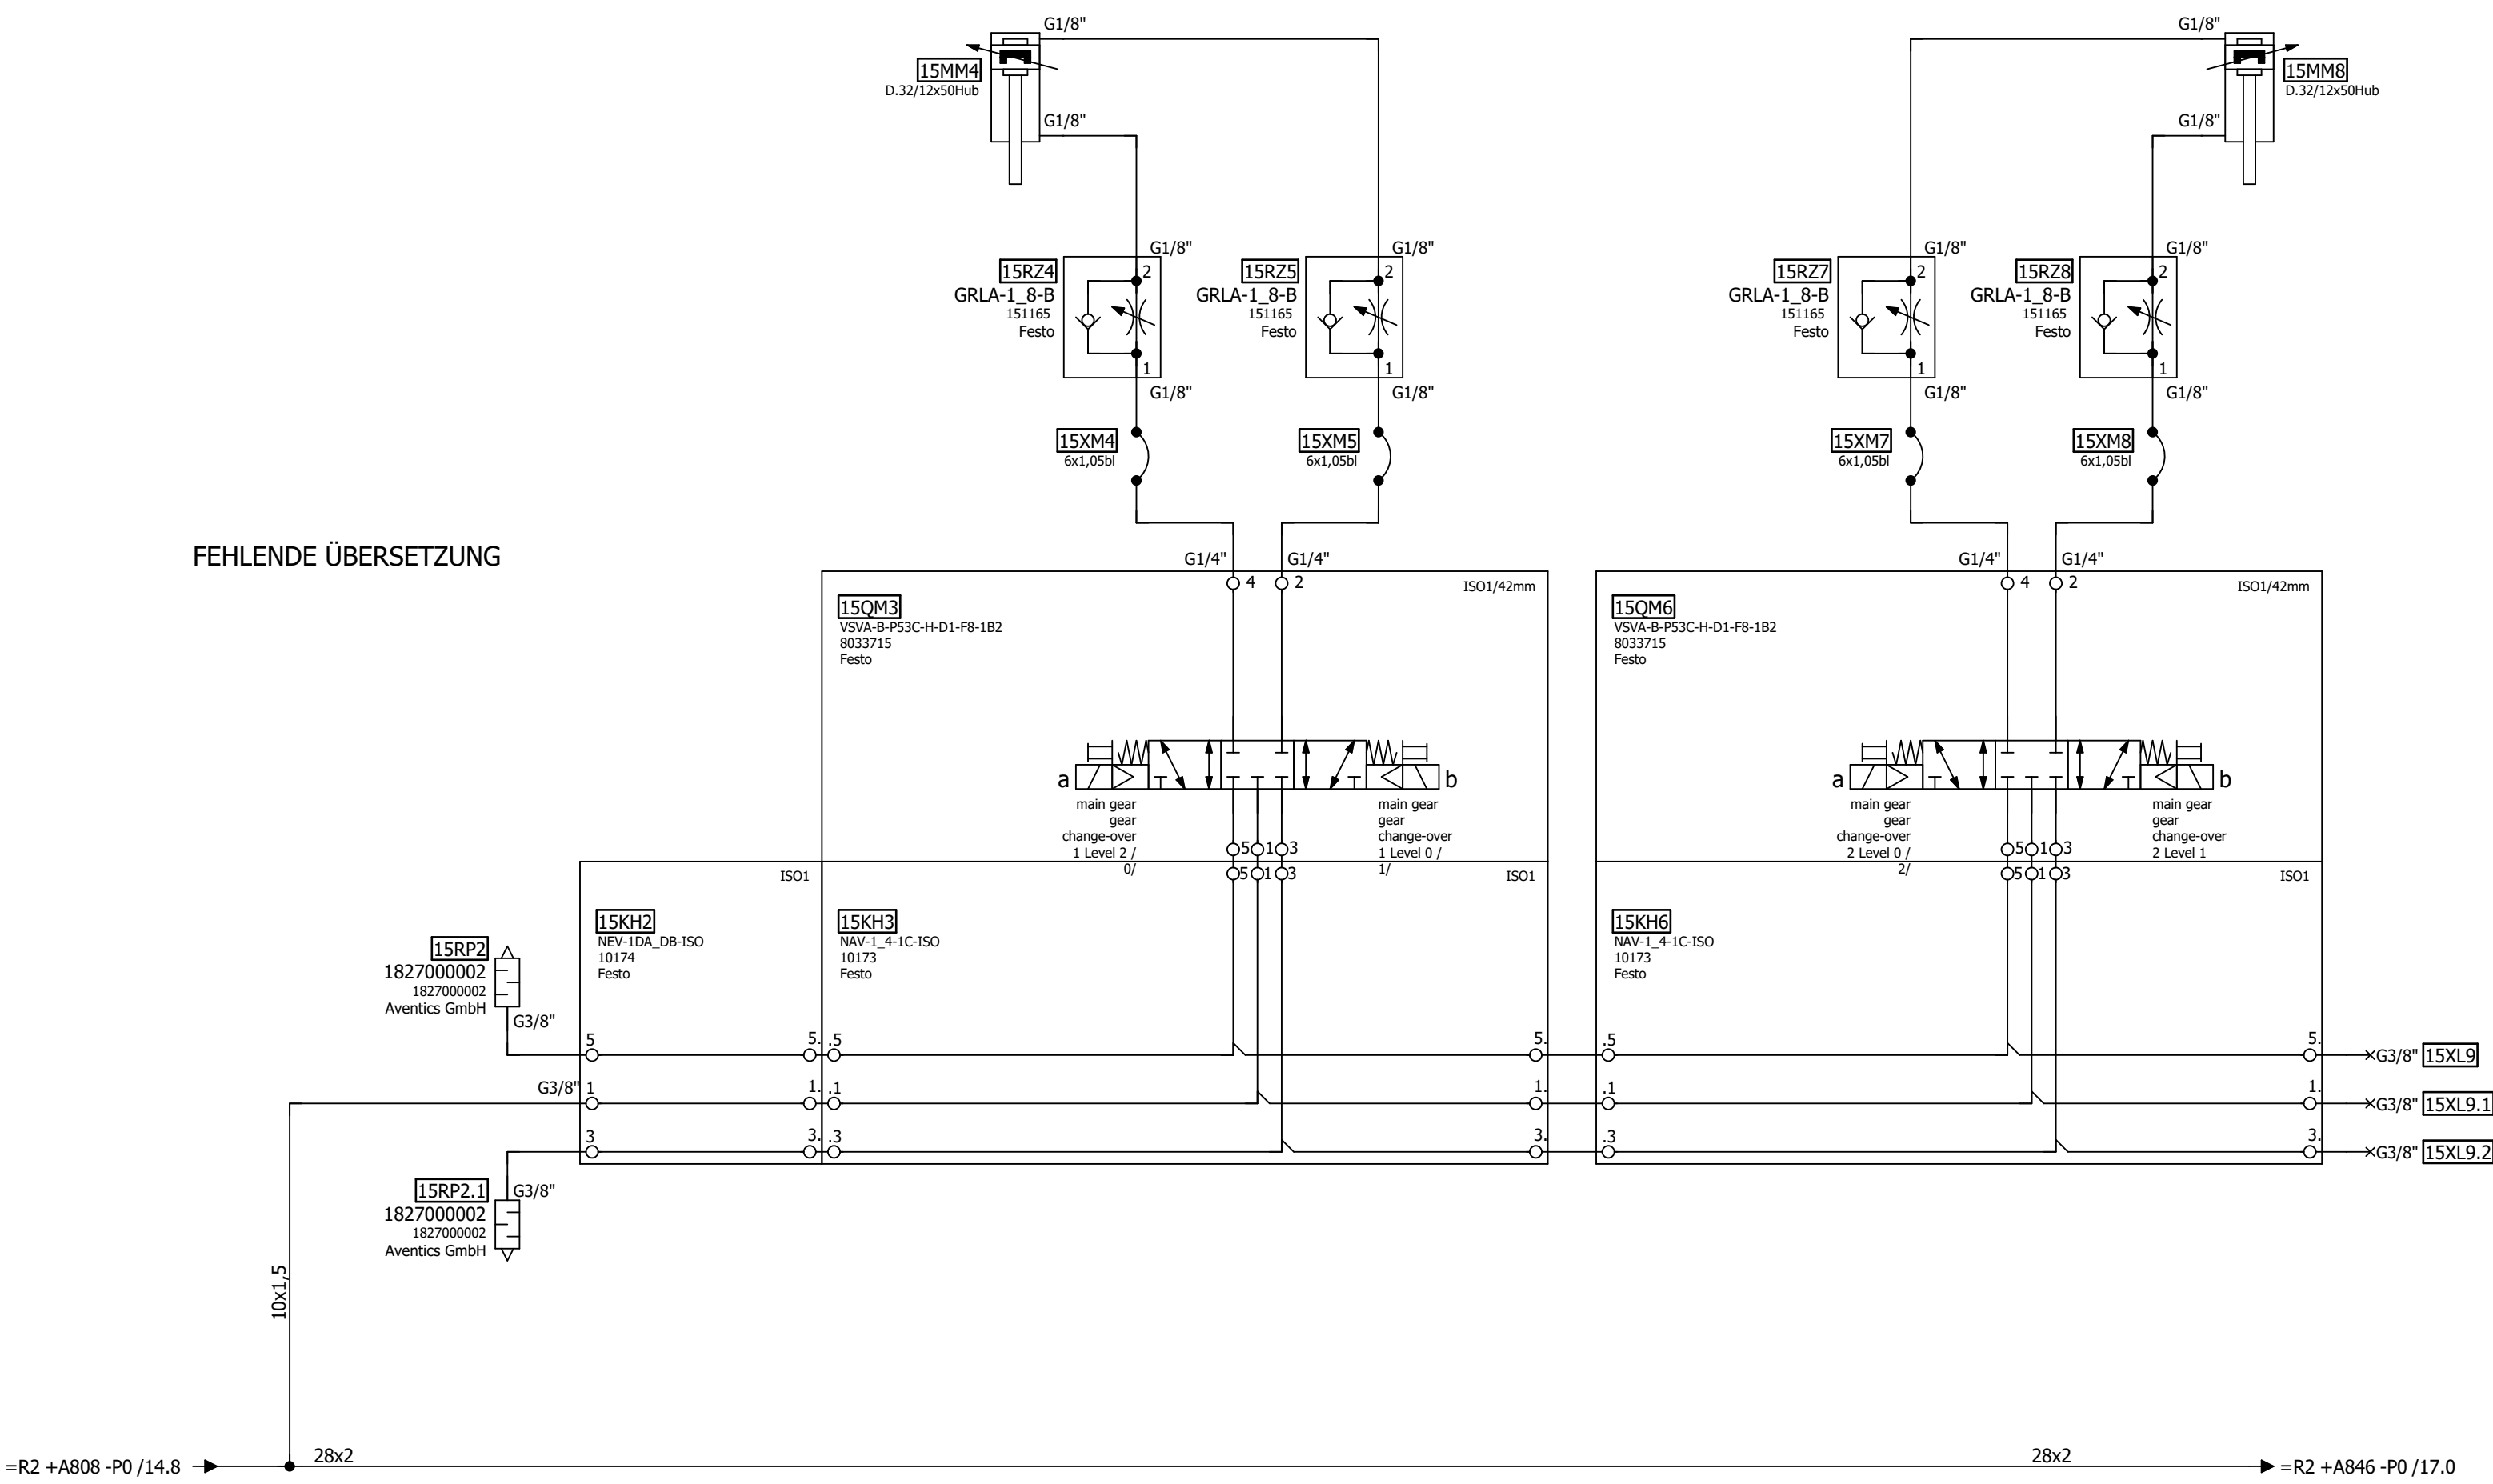 G1/8"
G1/8"
15MM4
D.32/12x50Hub
15MM8
D.32/12x50Hub
G1/8"
G1/8"
G1/8"
G1/8"
G1/8"
G1/8"
15RZ4
GRLA-1_8-B
151165
Festo
2
1
15RZ5
GRLA-1_8-B
151165
Festo
2
1
15RZ7
GRLA-1_8-B
151165
Festo
2
1
15RZ8
GRLA-1_8-B
151165
Festo
2
1
G1/8"
G1/8"
G1/8"
G1/8"
15XM4
6x1,05bl
15XM5
6x1,05bl
15XM7
6x1,05bl
15XM8
6x1,05bl
FEHLENDE ÜBERSETZUNG
G1/4"
G1/4"
G1/4"
G1/4"
4
2
ISO1/42mm
4
2
ISO1/42mm
15QM3
VSVA-B-P53C-H-D1-F8-1B2
8033715
Festo
15QM6
VSVA-B-P53C-H-D1-F8-1B2
8033715
Festo
a
b
a
b
main gear
gear
change-over
1 Level 2 /
0/
main gear
gear
change-over
1 Level 0 /
1/
main gear
gear
change-over
2 Level 0 /
2/
main gear
gear
change-over
2 Level 1
5 1 3
5 1 3
5 1 3
5 1 3
ISO1
ISO1
ISO1
15KH2
NEV-1DA_DB-ISO
10174
Festo
15KH3
NAV-1_4-1C-ISO
10173
Festo
15KH6
NAV-1_4-1C-ISO
10173
Festo
15RP2
1827000002
1827000002
Aventics GmbH
G3/8"
5
5.
.5
5.
.5
5.
G3/8" 15XL9
G3/8"
1
1.
.1
1.
.1
1.
G3/8" 15XL9.1
3
3.
.3
3.
.3
3.
G3/8" 15XL9.2
15RP2.1
1827000002
1827000002
Aventics GmbH
G3/8"
10x1,5
28x2
28x2
=R2 +A808 -P0 /14.8
=R2 +A846 -P0 /17.0